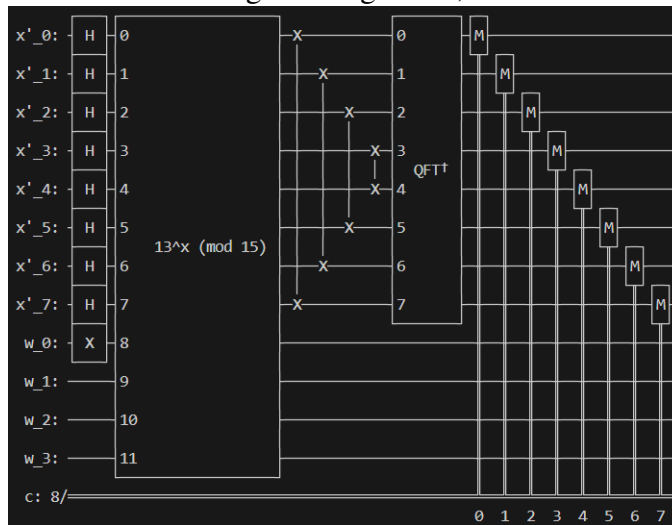 x'_0: H 0 X 0 M
x'_1: H 1 X 1 M
x'_2: H 2 X 2 M
x'_3: H 3 X 3 M
QFT†
x'_4: H 4 X 4 M
x'_5: H 5 X 5 M
13^x (mod 15)
x'_6: H 6 X 6 M
x'_7: H 7 X 7 M
w_0: X 8
w_1: 9
w_2: 10
w_3: 11
c: 8/
0 1 2 3 4 5 6 7